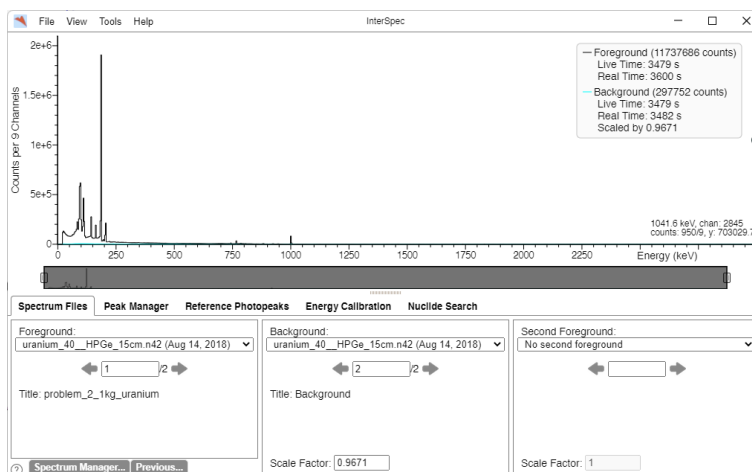 File View Tools Help InterSpec
Foreground (11737686 counts)
Live Time: 3479 s
Real Time: 3600 s
Background (297752 counts)
Live Time: 3479 s
Real Time: 3482 s
Scaled by 0.9671
Counts per 9 Channels
2e+6
1.5e+6
1e+6
5e+5
0
1041.6 keV, chan: 2845
counts: 950/9, y: 703029.7
0 250 500 750 1000 1250 1500 1750 2000 2250 Energy (keV) 2750
Spectrum Files Peak Manager Reference Photopeaks Energy Calibration Nuclide Search
Foreground:
uranium_40__HPGe_15cm.n42 (Aug 14, 2018)
1 /2
Title: problem_2_1kg_uranium
? Spectrum Manager... Previous...
Background:
uranium_40__HPGe_15cm.n42 (Aug 14, 2018)
2 /2
Title: Background
Scale Factor: 0.9671
Second Foreground:
No second foreground
Scale Factor: 1